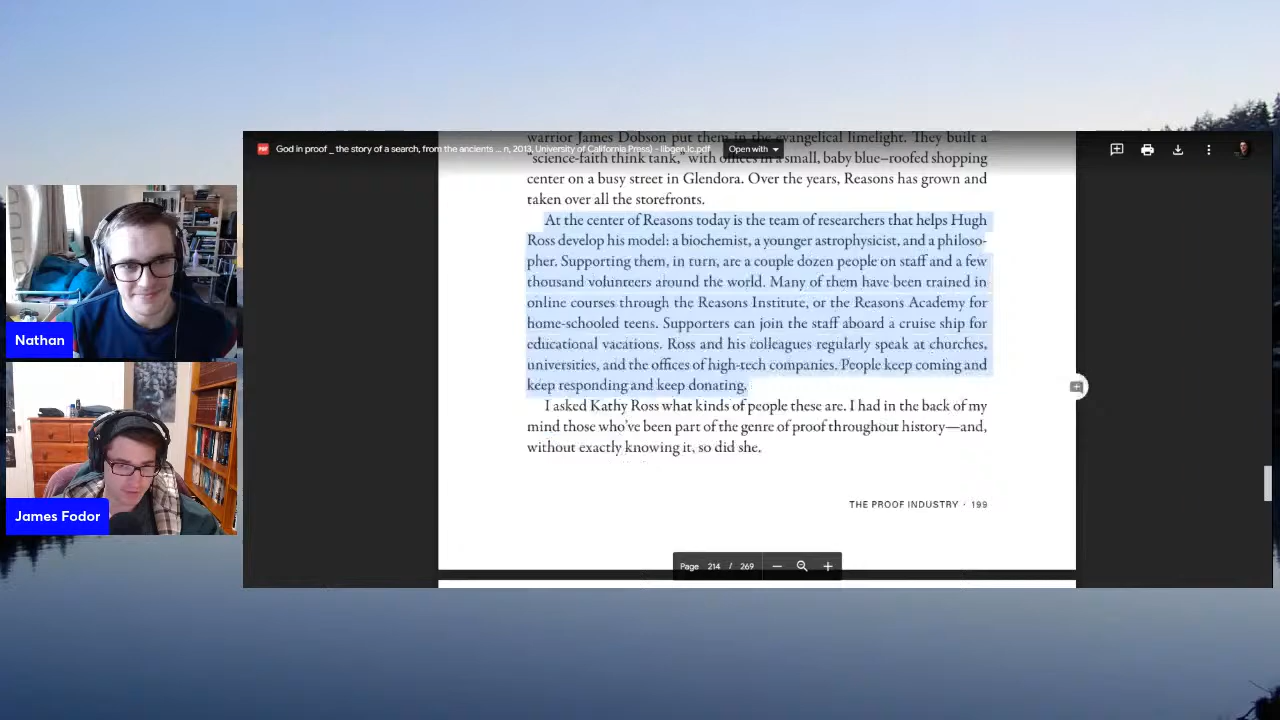 God in proof _ the story of a search, from the ancients ... n, 2013, University of California Press) - libgen.lc.pdf
Open with
warrior James Dobson put them in the evangelical limelight. They built a
"science-faith think tank," with offices in a small, baby blue–roofed shopping
center on a busy street in Glendora. Over the years, Reasons has grown and
taken over all the storefronts.
At the center of Reasons today is the team of researchers that helps Hugh
Ross develop his model: a biochemist, a younger astrophysicist, and a philoso-
pher. Supporting them, in turn, are a couple dozen people on staff and a few
thousand volunteers around the world. Many of them have been trained in
online courses through the Reasons Institute, or the Reasons Academy for
home-schooled teens. Supporters can join the staff aboard a cruise ship for
educational vacations. Ross and his colleagues regularly speak at churches,
universities, and the offices of high-tech companies. People keep coming and
keep responding and keep donating.
I asked Kathy Ross what kinds of people these are. I had in the back of my
mind those who've been part of the genre of proof throughout history—and,
without exactly knowing it, so did she.
THE PROOF INDUSTRY · 199
Page 214 / 269
Nathan
James Fodor